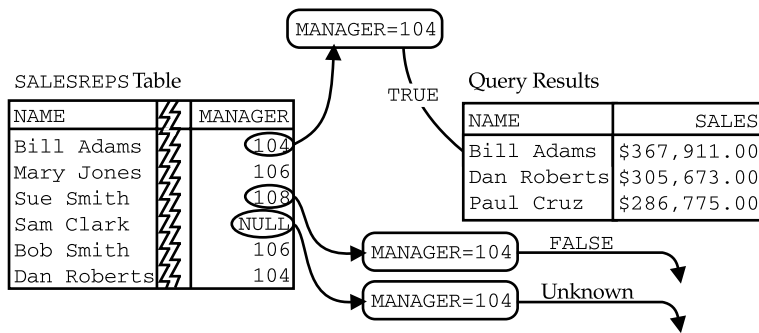 MANAGER=104
SALESREPS Table
NAME MANAGER
Bill Adams 104
Mary Jones 106
Sue Smith 108
Sam Clark NULL
Bob Smith 106
Dan Roberts 104
TRUE
Query Results
NAME SALES
Bill Adams $367,911.00
Dan Roberts $305,673.00
Paul Cruz $286,775.00
MANAGER=104 FALSE
MANAGER=104 Unknown